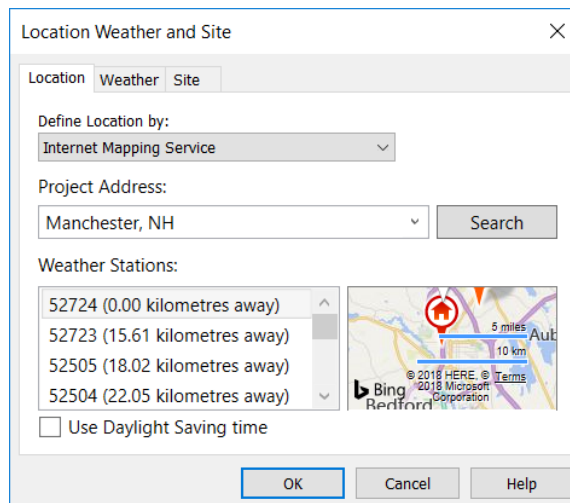 Location Weather and Site
Location Weather Site
Define Location by:
Internet Mapping Service
Project Address:
Manchester, NH
Search
Weather Stations:
52724 (0.00 kilometres away)
52723 (15.61 kilometres away)
52505 (18.02 kilometres away)
52504 (22.05 kilometres away)
5 miles
Aub
10 km
© 2018 HERE, © Terms
2018 Microsoft
Corporation
Bing
Bedford
Use Daylight Saving time
OK Cancel Help